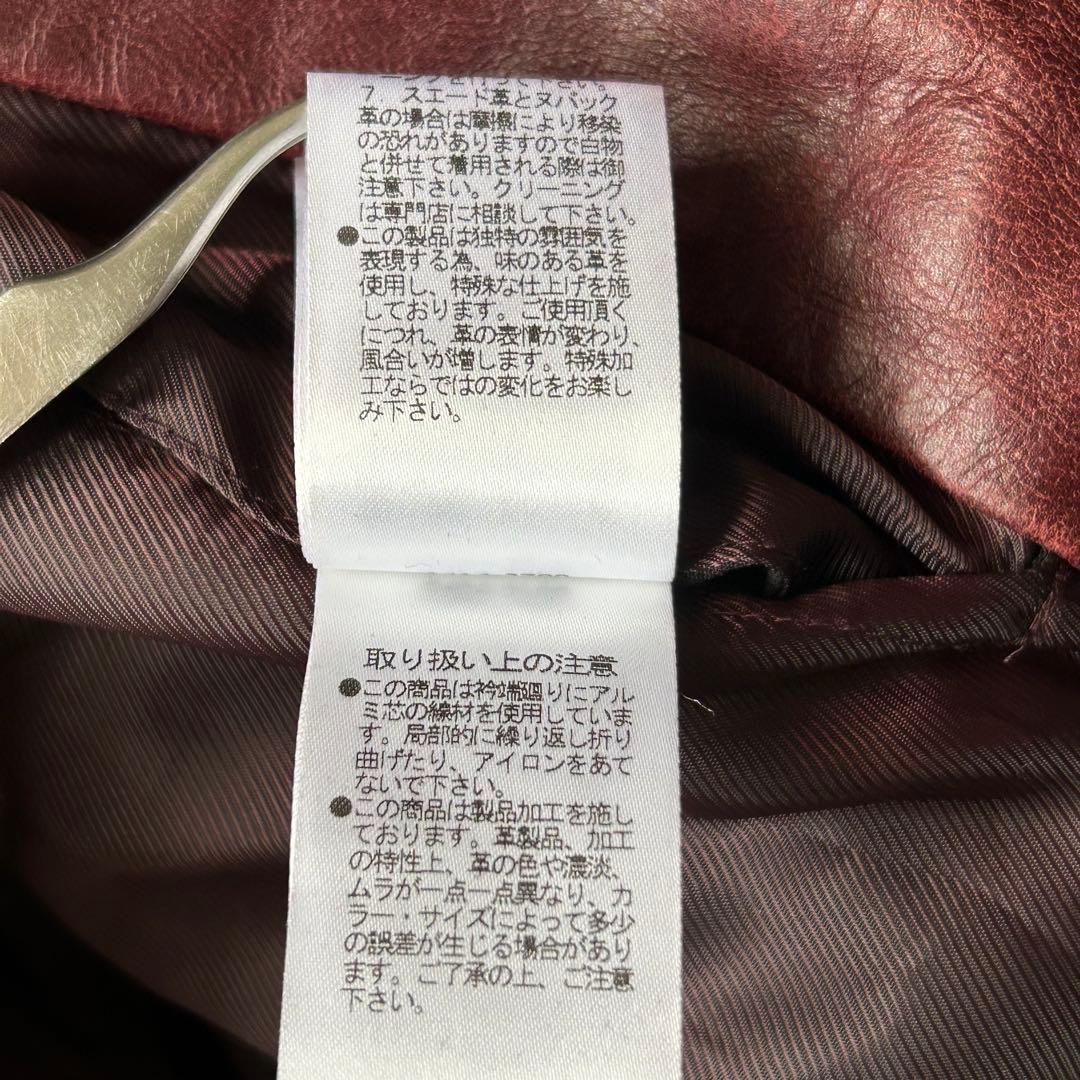 ニングを行って下さい。
7．スエード革とヌバック
革の場合は摩擦により移染
の恐れがありますので白物
と併せて着用される際は御
注意下さい。クリーニング
は専門店に相談して下さい。
●この製品は独特の雰囲気を
表現する為、味のある革を
使用し、特殊な仕上げを施
しております。ご使用頂く
につれ、革の表情が変わり、
風合いが増します。特殊加
工ならではの変化をお楽し
み下さい。
取り扱い上の注意
●この商品は衿端廻りにアル
ミ芯の線材を使用していま
す。局部的に繰り返し折り
曲げたり、アイロンをあて
ないで下さい。
●この商品は製品加工を施し
ております。革製品、加工
の特性上、革の色や濃淡、
ムラが一点一点異なり、カ
ラー・サイズによって多少
の誤差が生じる場合があり
ます。ご了承の上、ご注意
下さい。